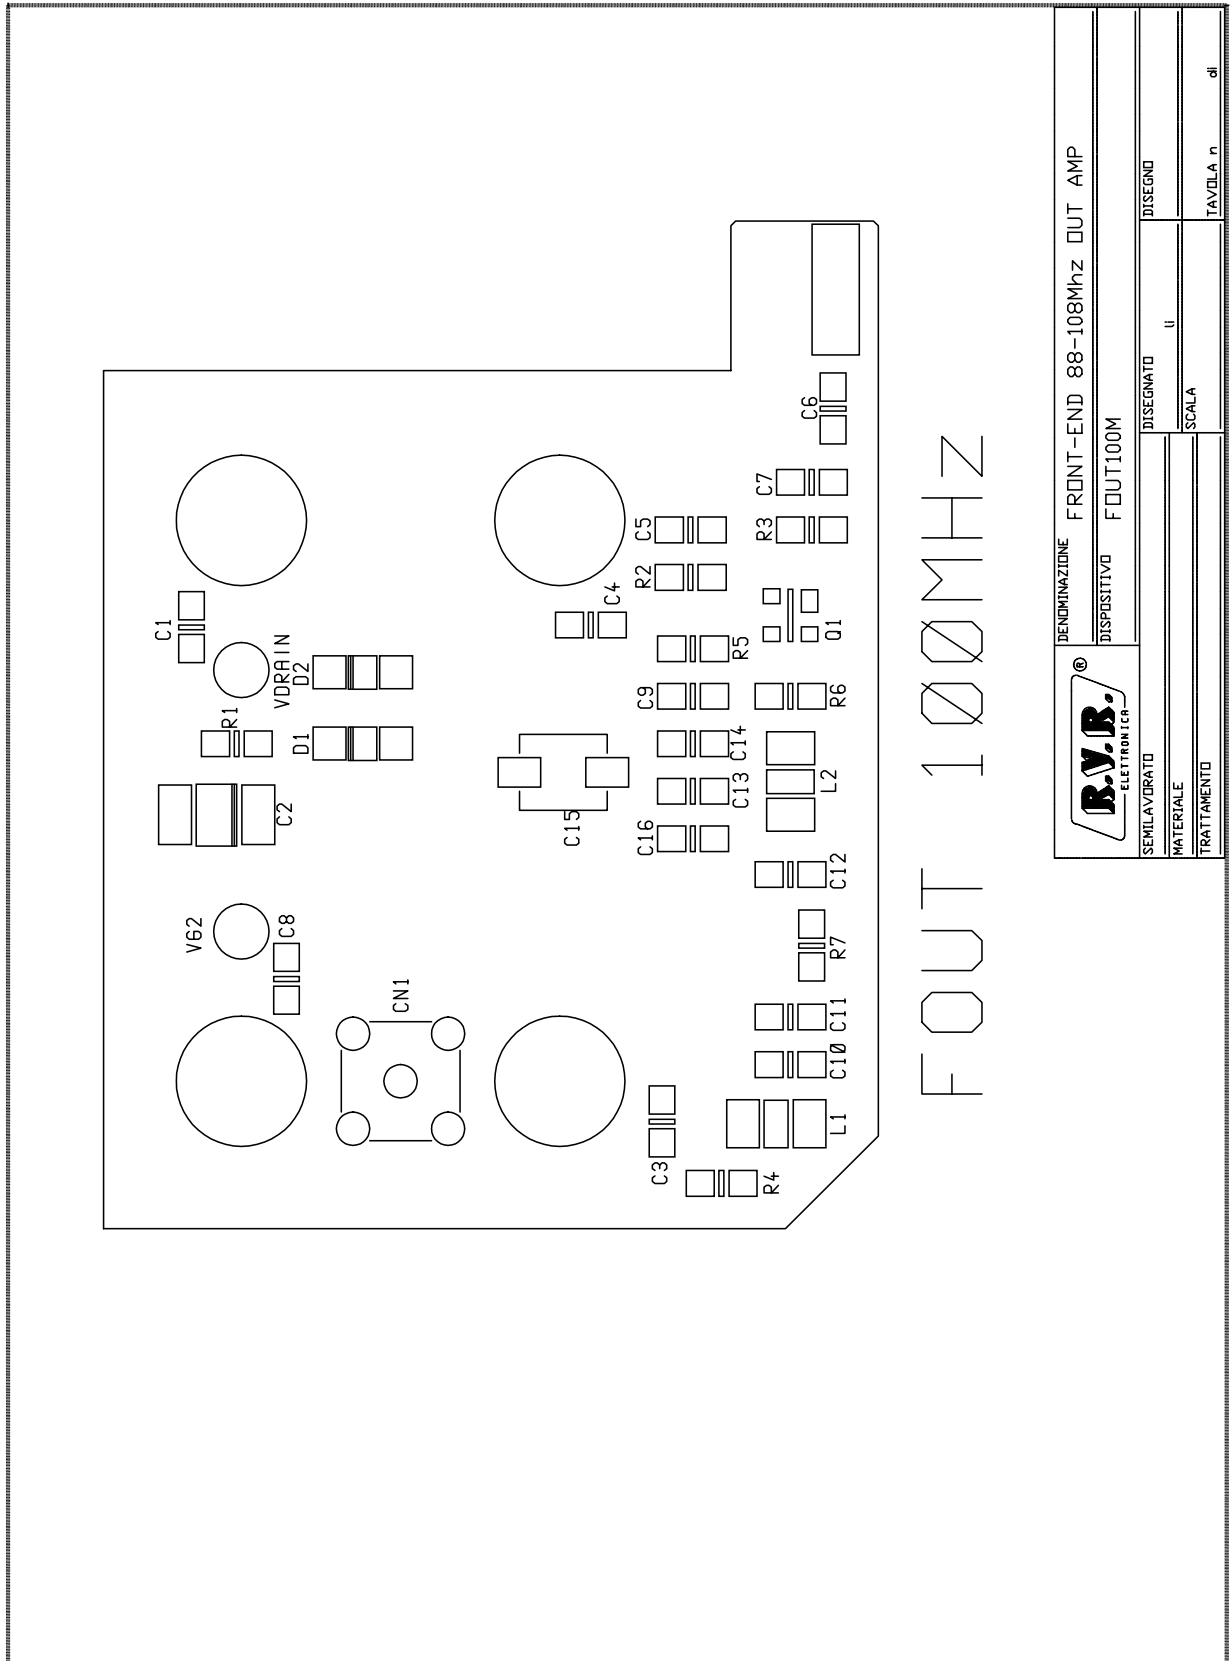 C1
VDRAIN
D2
R1
D1
C2
VG2
C8
CN1
C6
C7
C5
R3
R2
C4
Q1
R5
C9
R6
C14
C13
L2
C15
C16
C12
R7
C11
C10
L1
C3
R4
FOUT 100MHZ
R.V.R.®
ELETTRONICA
DENOMINAZIONE
FRONT-END 88-108Mhz OUT AMP
DISPOSITIVO
FOUT100M
SEMILAVORATO
DISEGNATO
DISEGNO
li
MATERIALE
SCALA
TRATTAMENTO
TAVOLA n di